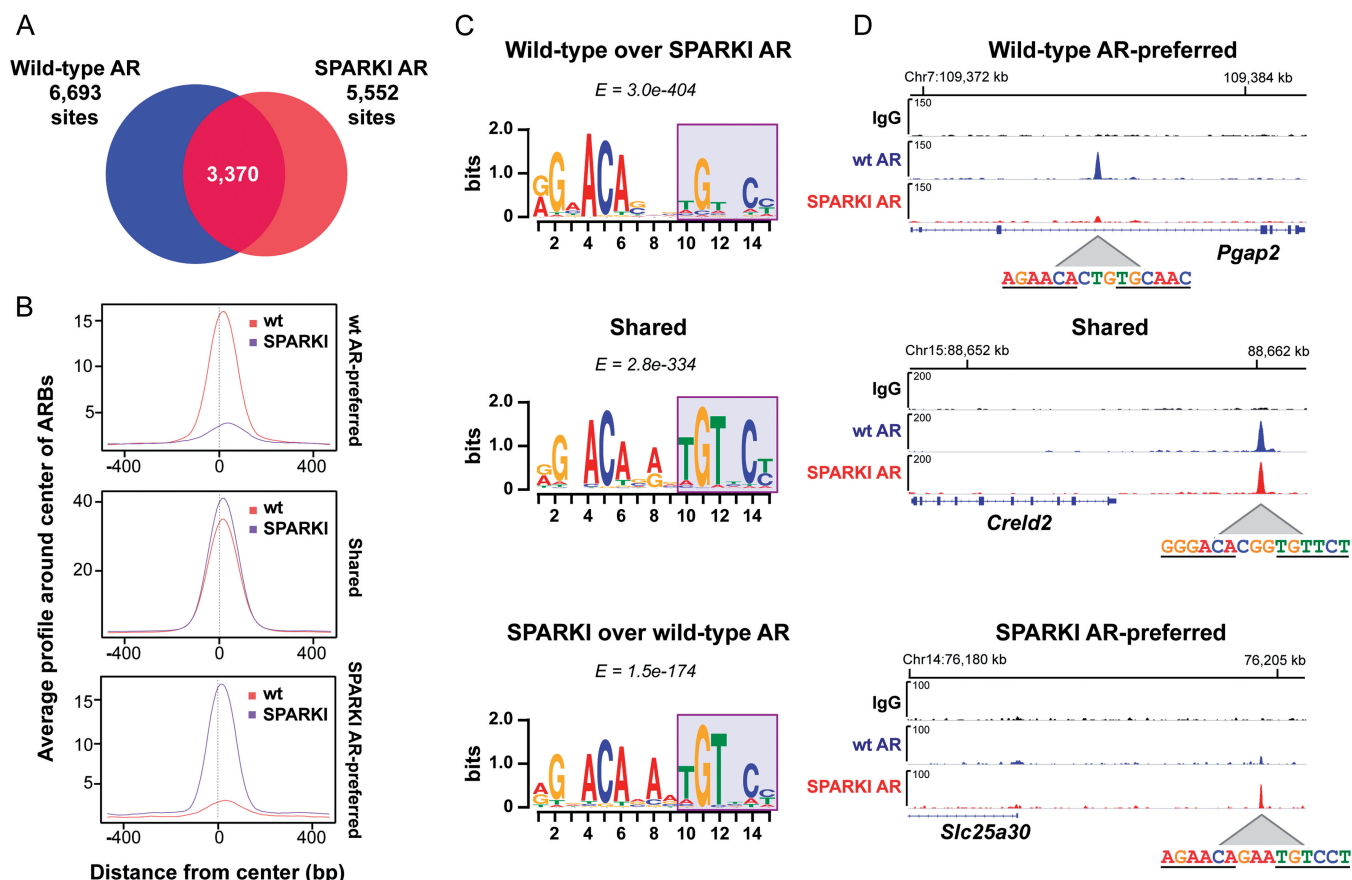 A
Wild-type AR
6,693
sites
SPARKI AR
5,552
sites
3,370
B
Average profile around center of ARBs
15
10
5
wt
SPARKI
-400
0
400
wt AR-preferred
40
20
wt
SPARKI
-400
0
400
Shared
15
10
5
wt
SPARKI
-400
0
400
SPARKI AR-preferred
Distance from center (bp)
C
Wild-type over SPARKI AR
E = 3.0e-404
bits
2.0
1.0
0
2 4 6 8 10 12 14
Shared
E = 2.8e-334
bits
2.0
1.0
0
2 4 6 8 10 12 14
SPARKI over wild-type AR
E = 1.5e-174
bits
2.0
1.0
0
2 4 6 8 10 12 14
D
Wild-type AR-preferred
Chr7:109,372 kb 109,384 kb
IgG 150
wt AR 150
SPARKI AR 150
Pgap2
AGAACACTGTGCAAC
Shared
Chr15:88,652 kb 88,662 kb
IgG 200
wt AR 200
SPARKI AR 200
Creld2
GGGACACGGTGTTCT
SPARKI AR-preferred
Chr14:76,180 kb 76,205 kb
IgG 100
wt AR 100
SPARKI AR 100
Slc25a30
AGAACAGAATGTCCT